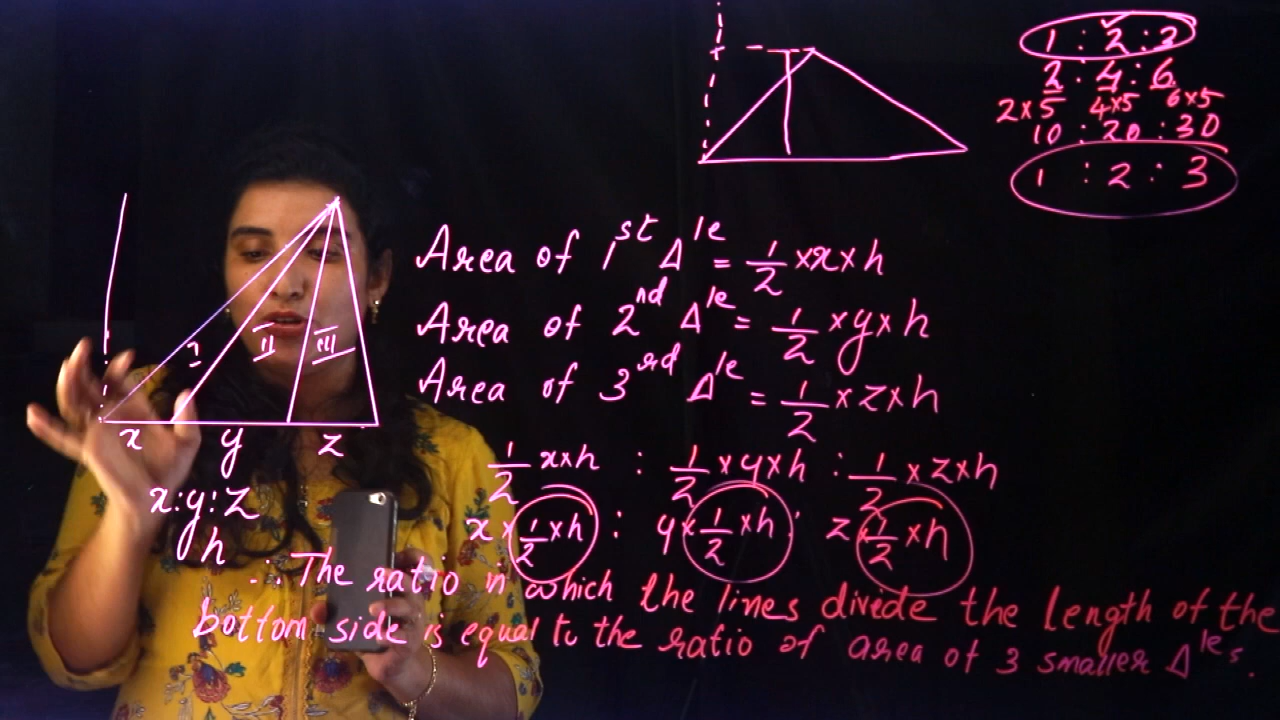 1 : 2 : 3
2 : 4 : 6
2×5 4×5 6×5
10 : 20 : 30
1 : 2 : 3
Area of 1st Δle = 1/2 × x × h
I II III
Area of 2nd Δle = 1/2 × y × h
Area of 3rd Δle = 1/2 × z × h
x y z
1/2 x × h : 1/2 × y × h : 1/2 × z × h
x:y:z
h
x × 1/2 × h : y × 1/2 × h : z × 1/2 × h
∴ The ratio in which the lines divide the length of the
bottom side is equal to the ratio of area of 3 smaller Δles.